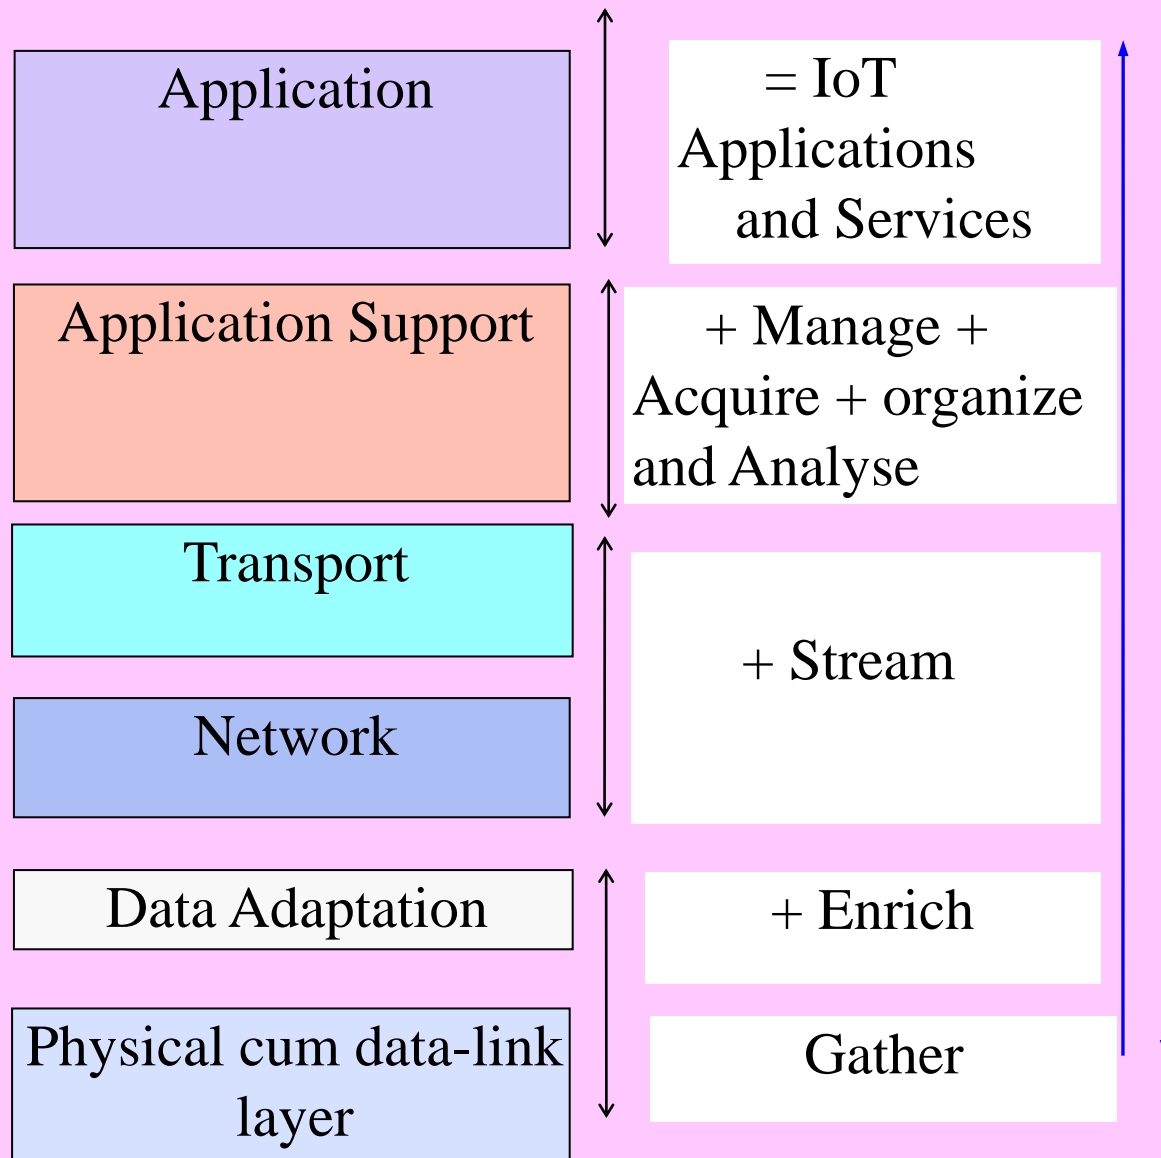 Application
= IoT
Applications
and Services
Application Support
+ Manage +
Acquire + organize
and Analyse
Transport
+ Stream
Network
Data Adaptation
+ Enrich
Physical cum data-link
layer
Gather